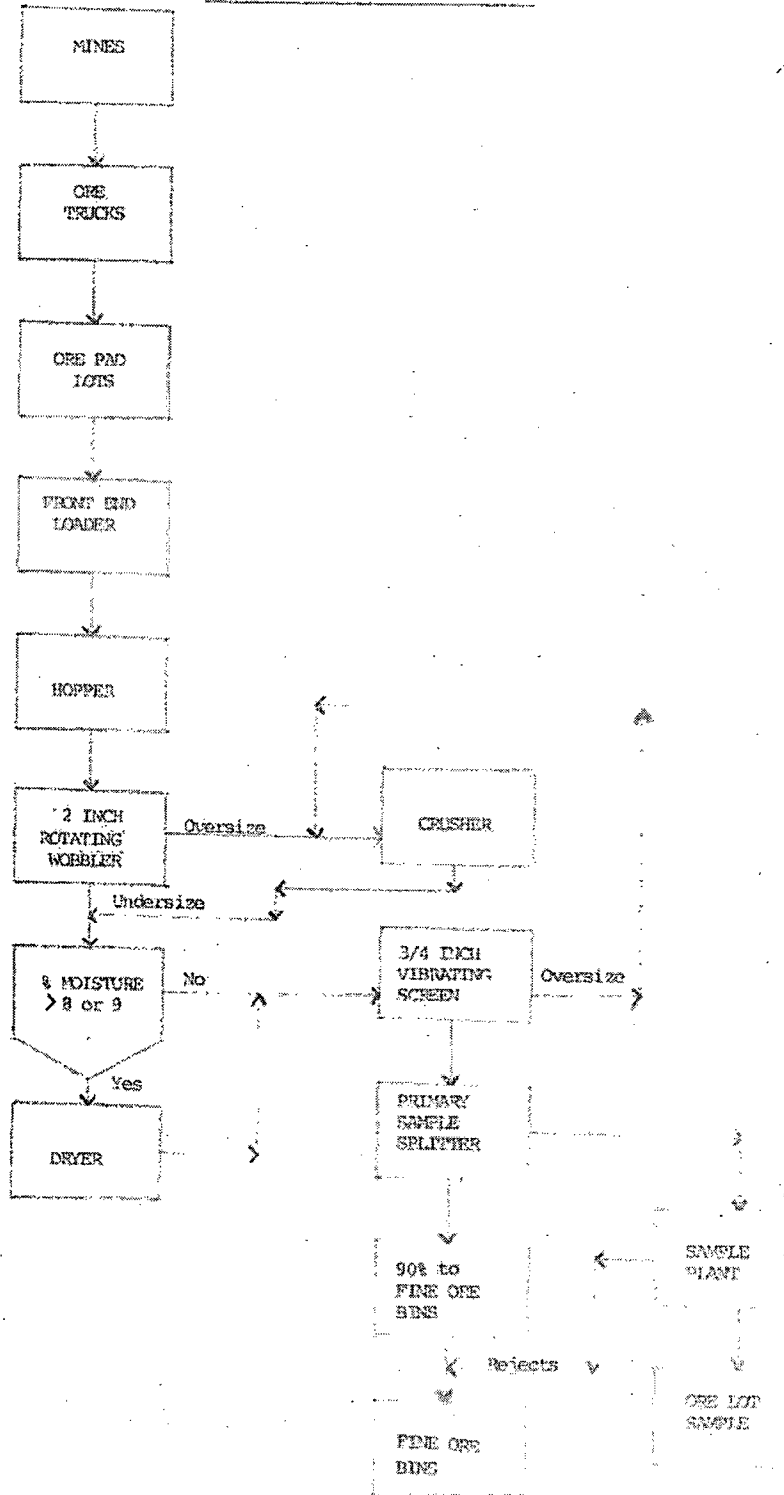 MINES
ORE
TRUCKS
ORE PAD
LOTS
FRONT END
LOADER
HOPPER
2 INCH
ROTATING
WOBBLER
Oversize
CRUSHER
Undersize
% MOISTURE
> 8 or 9
No
3/4 INCH
VIBRATING
SCREEN
Oversize
Yes
DRYER
PRIMARY
SAMPLE
SPLITTER
SAMPLE
PLANT
90% to
FINE ORE
BINS
Rejects
ORE LOT
SAMPLE
FINE ORE
BINS